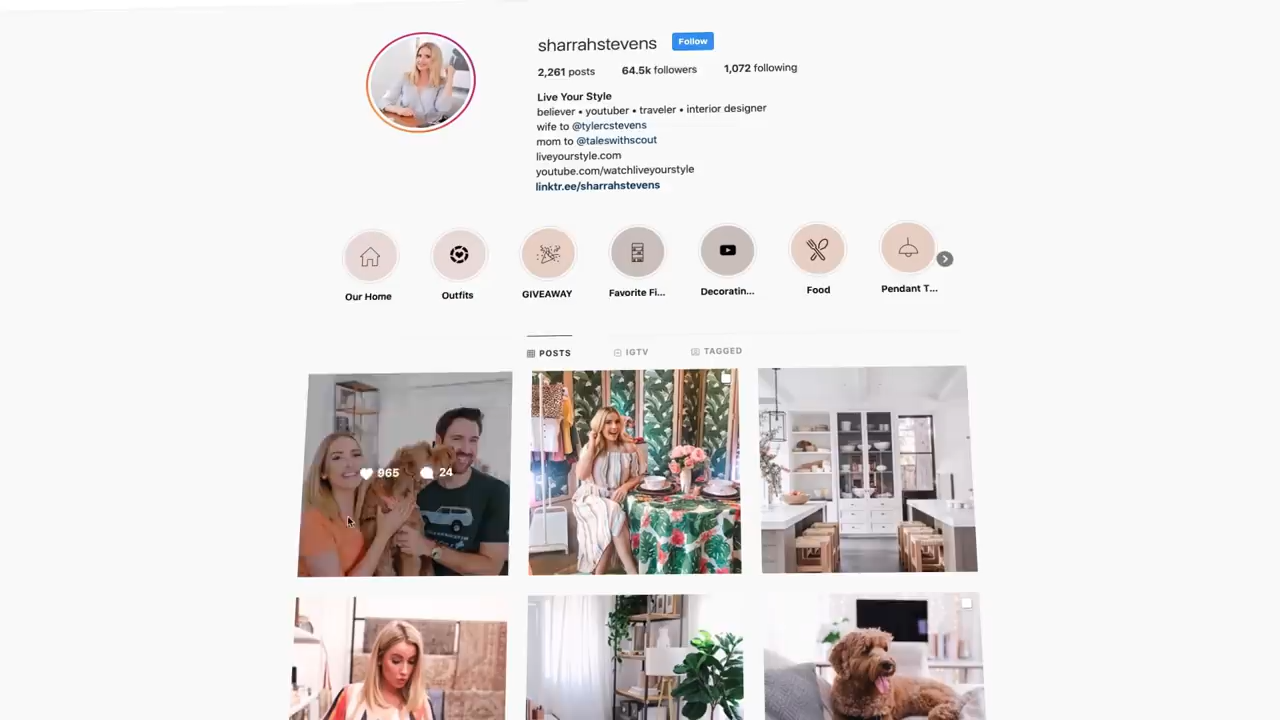 sharrahstevens Follow
2,261 posts 64.5k followers 1,072 following
Live Your Style
believer • youtuber • traveler • interior designer
wife to @tylercstevens
mom to @taleswithscout
liveyourstyle.com
youtube.com/watchliveyourstyle
linktr.ee/sharrahstevens
Our Home Outfits GIVEAWAY Favorite Fi... Decoratin... Food Pendant T...
POSTS IGTV TAGGED
965 24